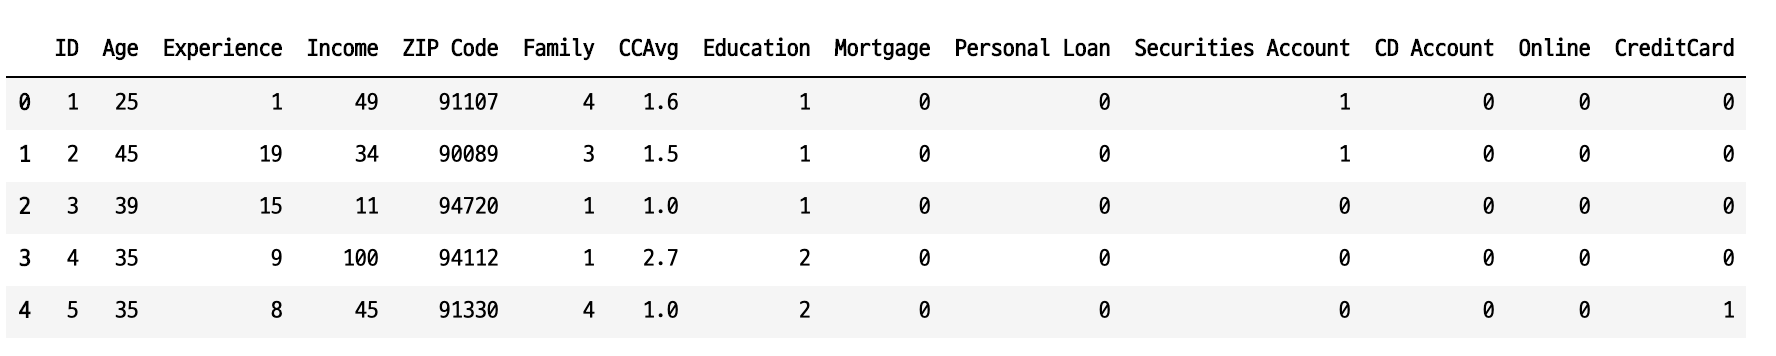 ID Age Experience Income ZIP Code Family CCAvg Education Mortgage Personal Loan Securities Account CD Account Online CreditCard
0 1 25 1 49 91107 4 1.6 1 0 0 1 0 0 0
1 2 45 19 34 90089 3 1.5 1 0 0 1 0 0 0
2 3 39 15 11 94720 1 1.0 1 0 0 0 0 0 0
3 4 35 9 100 94112 1 2.7 2 0 0 0 0 0 0
4 5 35 8 45 91330 4 1.0 2 0 0 0 0 0 1